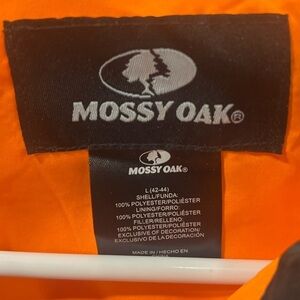 MOSSY OAK®
MOSSY OAK®
L (42-44)
SHELL/FUNDA:
100% POLYESTER/POLIÉSTER
LINING/FORRO:
100% POLYESTER/POLIÉSTER
FILLER/RELLENO:
100% POLYESTER/POLIÉSTER
EXCLUSIVE OF DECORATION/
EXCLUSIVO DE LA DECORACIÓN
MADE IN / HECHO EN